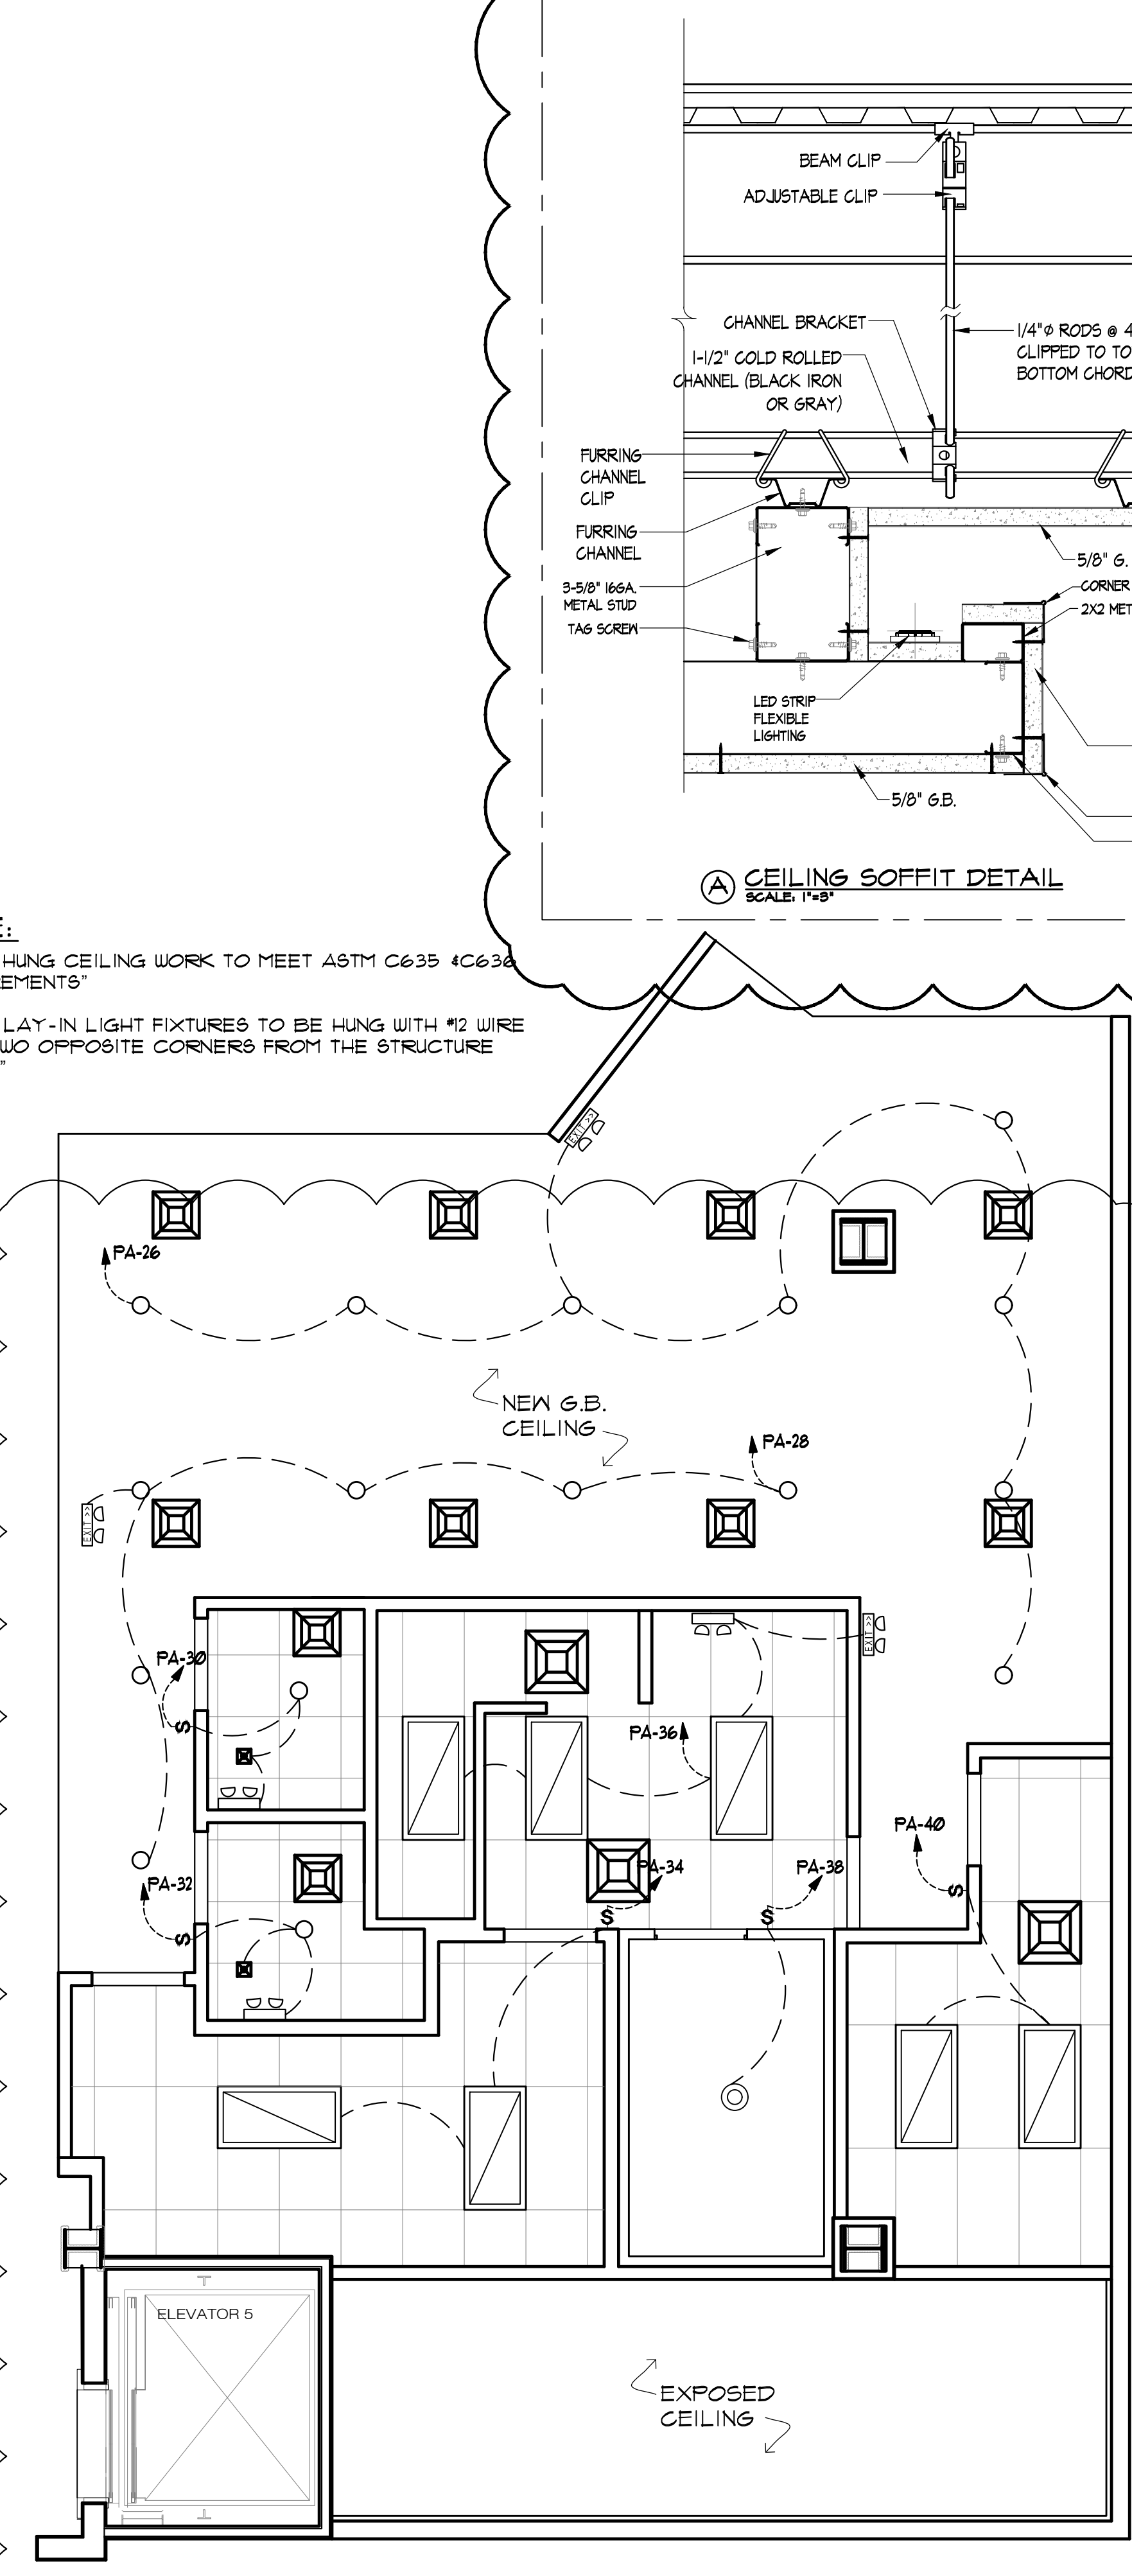 BEAM CLIP
ADJUSTABLE CLIP
CHANNEL BRACKET
1/4"Ø RODS @ 4
CLIPPED TO TO
BOTTOM CHORD
1-1/2" COLD ROLLED
CHANNEL (BLACK IRON
OR GRAY)
FURRING
CHANNEL
CLIP
FURRING
CHANNEL
5/8" G.
3-5/8" 16GA.
METAL STUD
CORNER
2X2 MET
TAG SCREW
LED STRIP
FLEXIBLE
LIGHTING
5/8" G.B.
A CEILING SOFFIT DETAIL
SCALE: 1"=3"
E:
HUNG CEILING WORK TO MEET ASTM C635 &C636
EMENTS"
LAY-IN LIGHT FIXTURES TO BE HUNG WITH #12 WIRE
WO OPPOSITE CORNERS FROM THE STRUCTURE
"
EXIT >>
PA-26
NEW G.B.
CEILING
PA-28
EXIT >>
EXIT >>
PA-30
S
PA-36
PA-40
PA-34
PA-38
PA-32
S
S
S
S
ELEVATOR 5
EXPOSED
CEILING